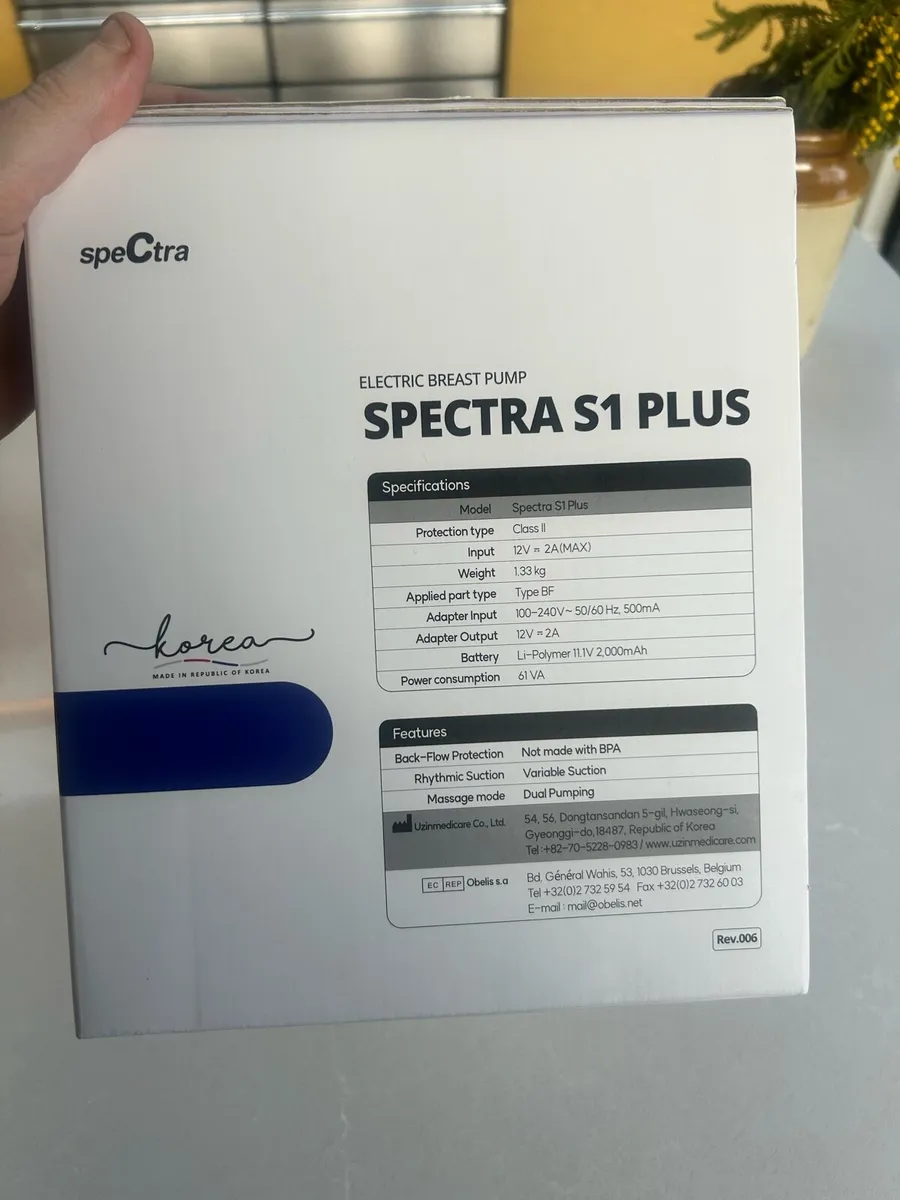 speCtra
ELECTRIC BREAST PUMP
SPECTRA S1 PLUS
Specifications
Model Spectra S1 Plus
Protection type Class II
Input 12V ⎓ 2A(MAX)
Weight 1.33 kg
Applied part type Type BF
Adapter Input 100-240V~ 50/60 Hz, 500mA
Adapter Output 12V ⎓ 2A
Battery Li-Polymer 11.1V 2,000mAh
Power consumption 61 VA
korea
MADE IN REPUBLIC OF KOREA
Features
Back-Flow Protection Not made with BPA
Rhythmic Suction Variable Suction
Massage mode Dual Pumping
Uzinmedicare Co., Ltd. 54, 56, Dongtansandan 5-gil, Hwaseong-si,
Gyeonggi-do,18487, Republic of Korea
Tel :+82-70-5228-0983 / www.uzinmedicare.com
EC REP Obelis s.a Bd. Général Wahis, 53, 1030 Brussels, Belgium
Tel +32(0)2 732 59 54 Fax +32(0)2 732 60 03
E-mail : mail@obelis.net
Rev.006